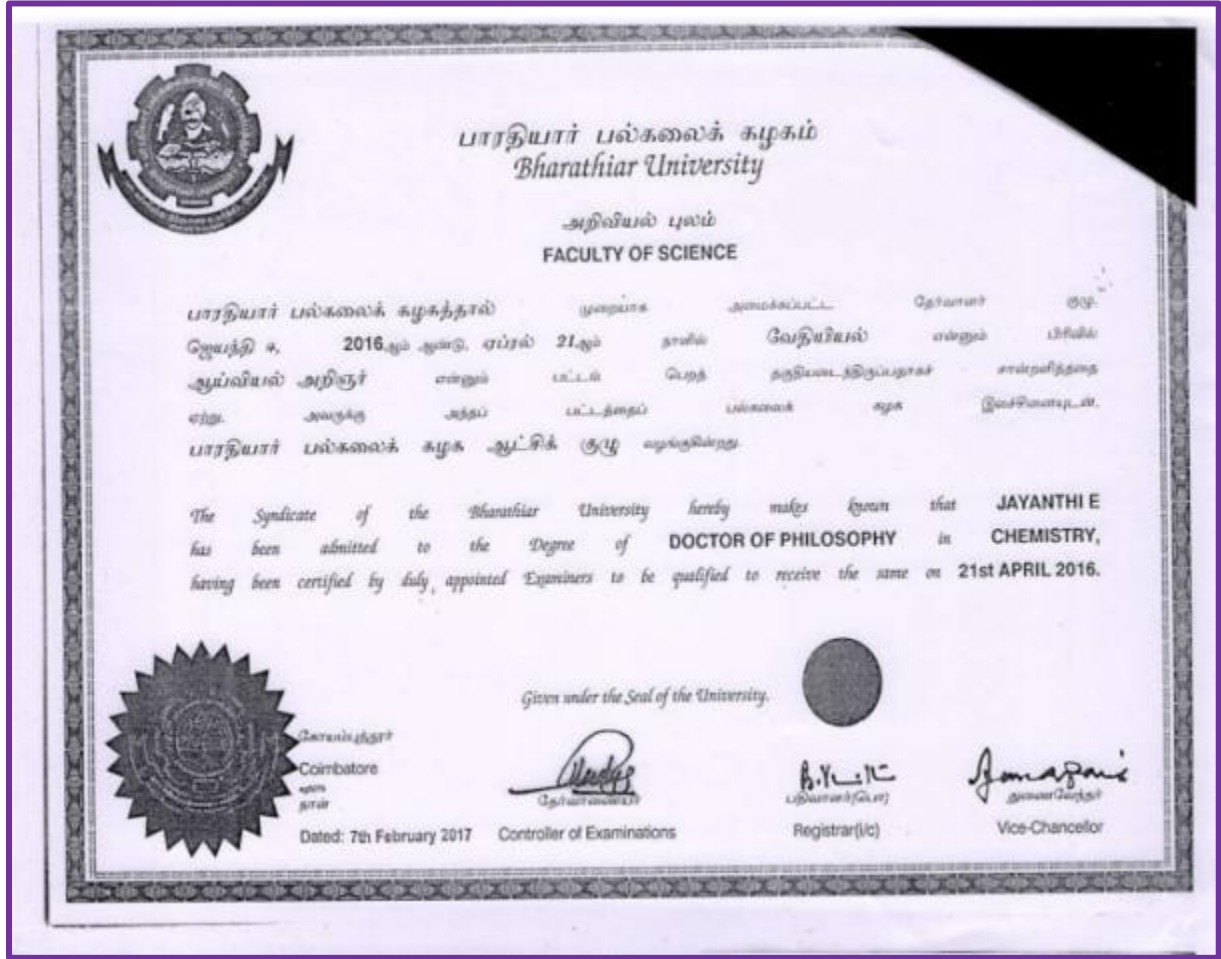 பாரதியார் பல்கலைக் கழகம்
Bharathiar University
அறிவியல் புலம்
FACULTY OF SCIENCE
பாரதியார் பல்கலைக் கழகத்தால் முறையாக அமைக்கப்பட்ட தேர்வாளர் குழு,
ஜெயந்தி ஈ, 2016ஆம் ஆண்டு, ஏப்ரல் 21ஆம் நாளில் வேதியியல் என்னும் பிரிவில்
ஆய்வியல் அறிஞர் என்னும் பட்டம் பெறத் தகுதியடைந்திருப்பதாகச் சான்றளித்ததை
ஏற்று, அவருக்கு அந்தப் பட்டத்தைப் பல்கலைக் கழக இலச்சினையுடன்,
பாரதியார் பல்கலைக் கழக ஆட்சிக் குழு வழங்குகின்றது.
The Syndicate of the Bharathiar University hereby makes known that JAYANTHI E
has been admitted to the Degree of DOCTOR OF PHILOSOPHY in CHEMISTRY,
having been certified by duly appointed Examiners to be qualified to receive the same on 21st APRIL 2016.
Given under the Seal of the University.
கோயம்புத்தூர்
Coimbatore
நாள்
Dated: 7th February 2017
தேர்வாணையர்
Controller of Examinations
பதிவாளர்(பொ)
Registrar(i/c)
துணைவேந்தர்
Vice-Chancellor